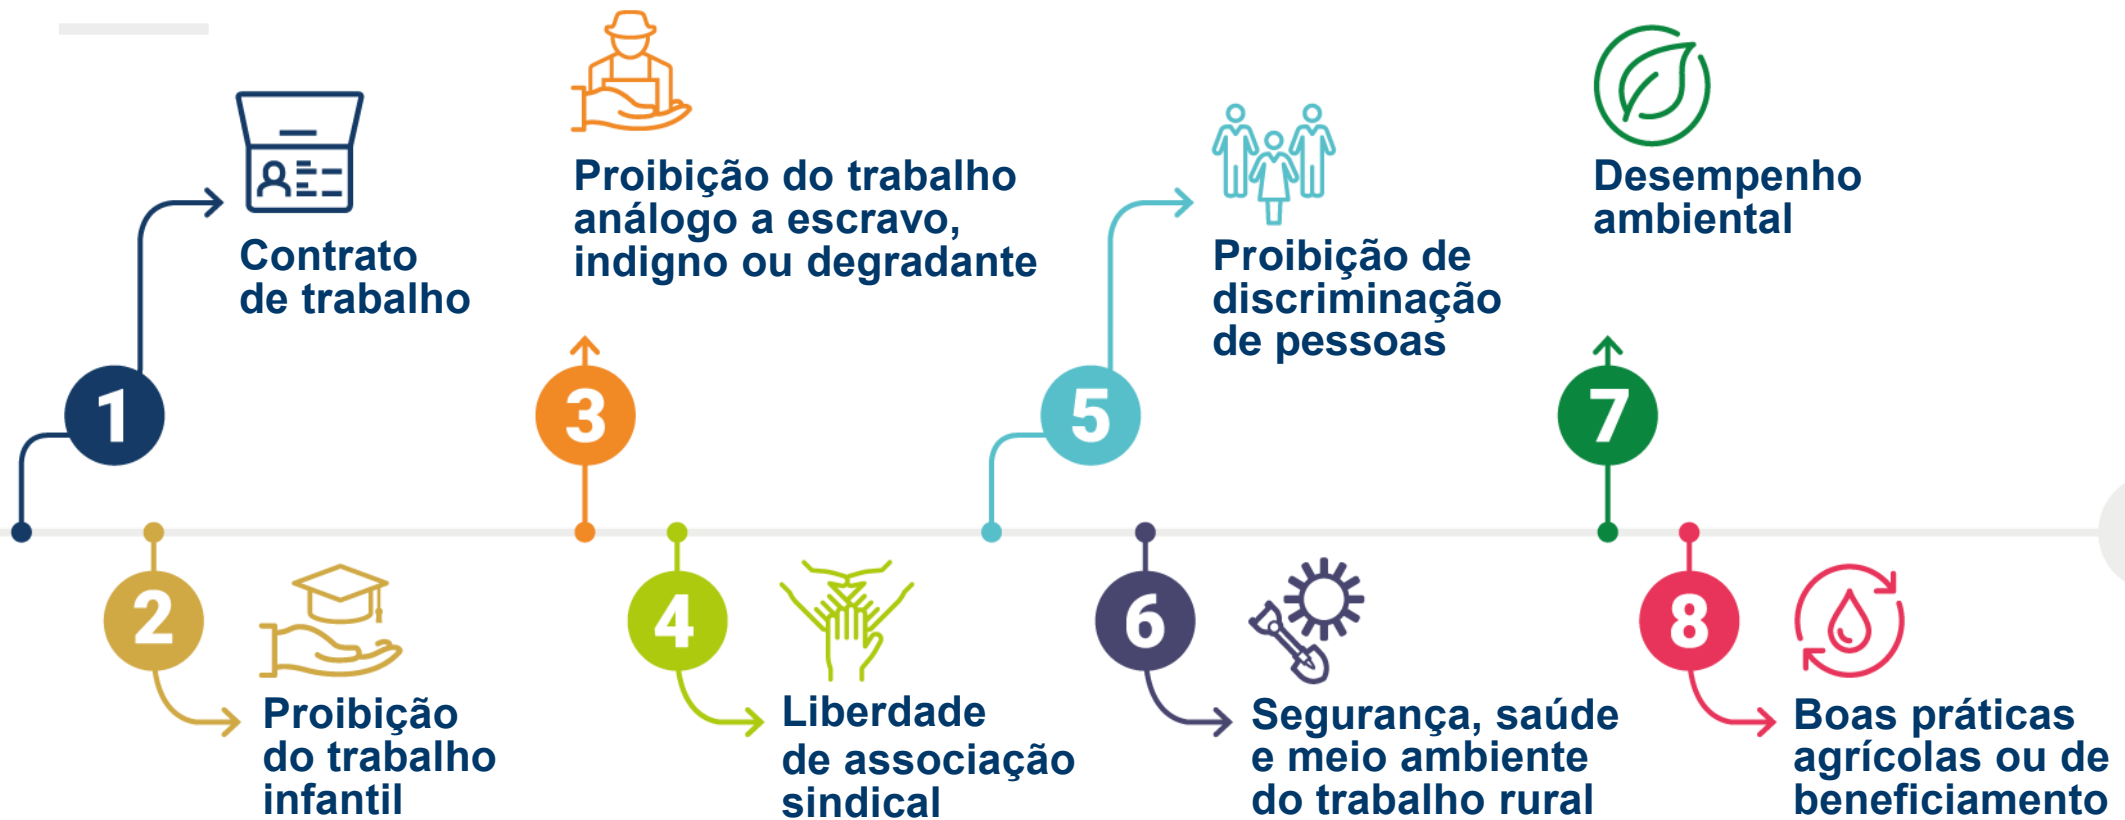 1
Contrato
de trabalho
2
Proibição
do trabalho
infantil
3
Proibição do trabalho
análogo a escravo,
indigno ou degradante
4
Liberdade
de associação
sindical
5
Proibição de
discriminação
de pessoas
6
Segurança, saúde
e meio ambiente
do trabalho rural
7
Desempenho
ambiental
8
Boas práticas
agrícolas ou de
beneficiamento